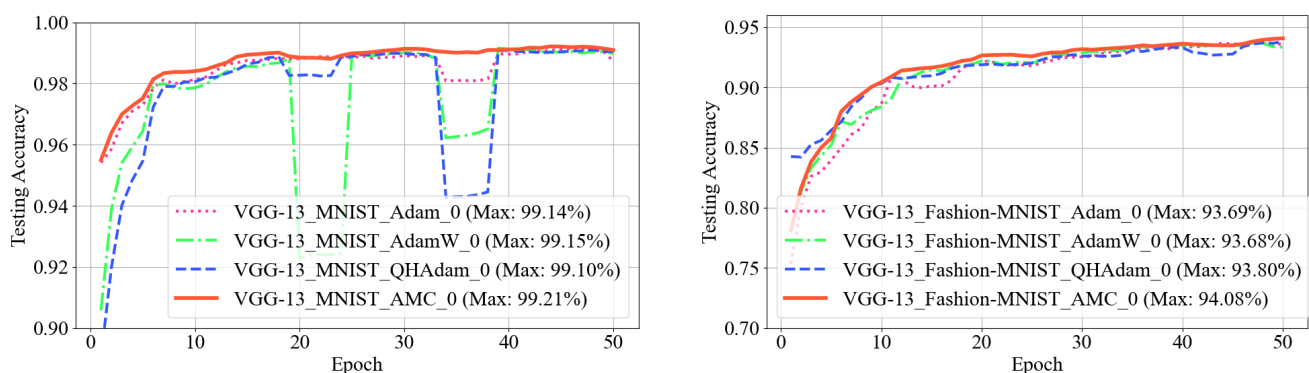 1.00
0.98
0.96
0.94
0.92
0.90
Testing Accuracy
VGG-13_MNIST_Adam_0 (Max: 99.14%)
VGG-13_MNIST_AdamW_0 (Max: 99.15%)
VGG-13_MNIST_QHAdam_0 (Max: 99.10%)
VGG-13_MNIST_AMC_0 (Max: 99.21%)
0 10 20 30 40 50
Epoch
0.95
0.90
0.85
0.80
0.75
0.70
Testing Accuracy
VGG-13_Fashion-MNIST_Adam_0 (Max: 93.69%)
VGG-13_Fashion-MNIST_AdamW_0 (Max: 93.68%)
VGG-13_Fashion-MNIST_QHAdam_0 (Max: 93.80%)
VGG-13_Fashion-MNIST_AMC_0 (Max: 94.08%)
0 10 20 30 40 50
Epoch